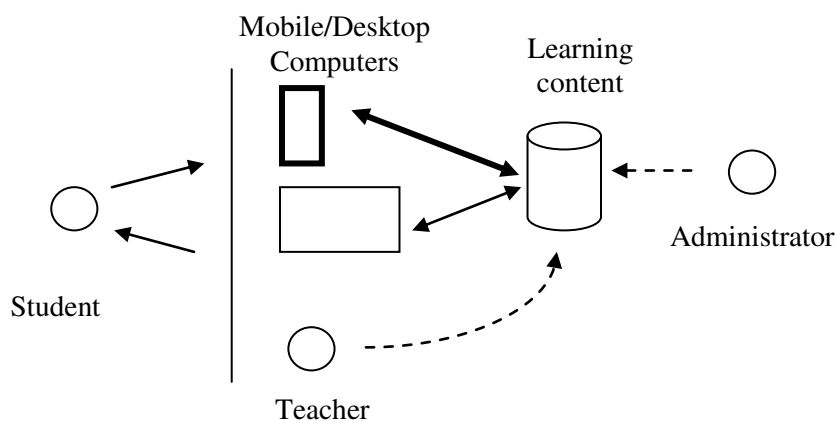 Mobile/Desktop
Computers
Learning
content
Administrator
Student
Teacher